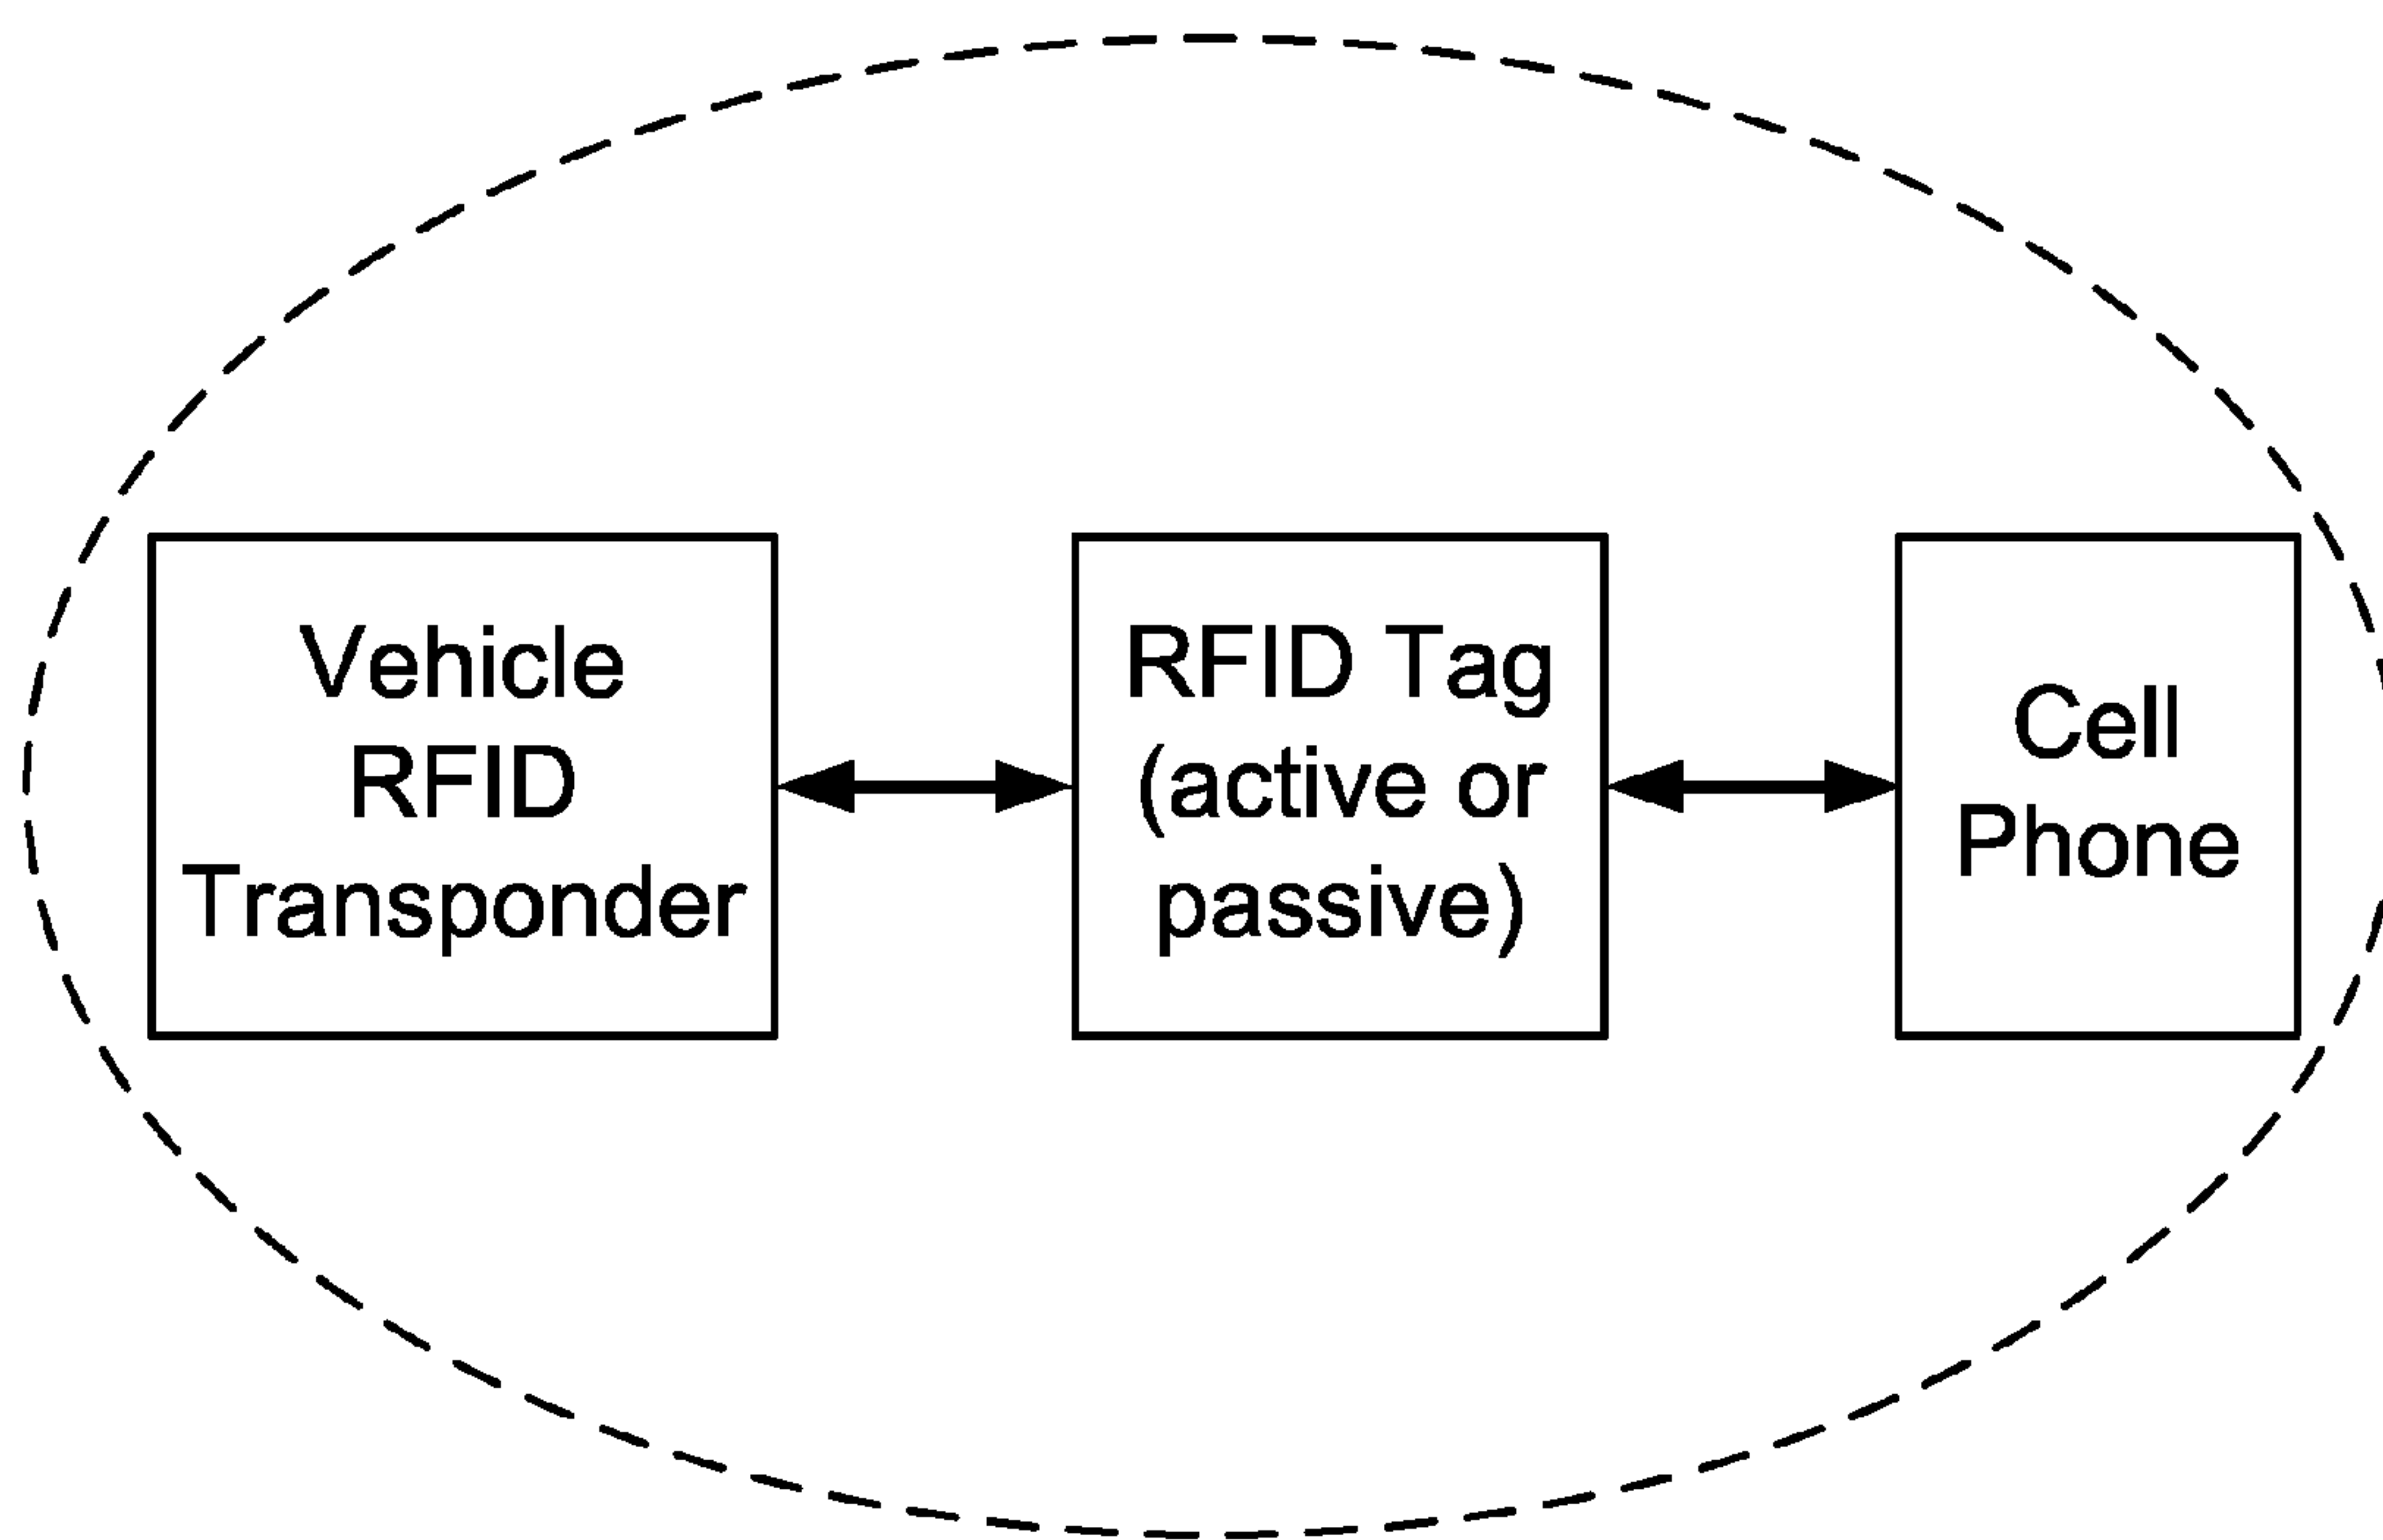 Vehicle
RFID
Transponder
RFID Tag
(active or
passive)
Cell
Phone